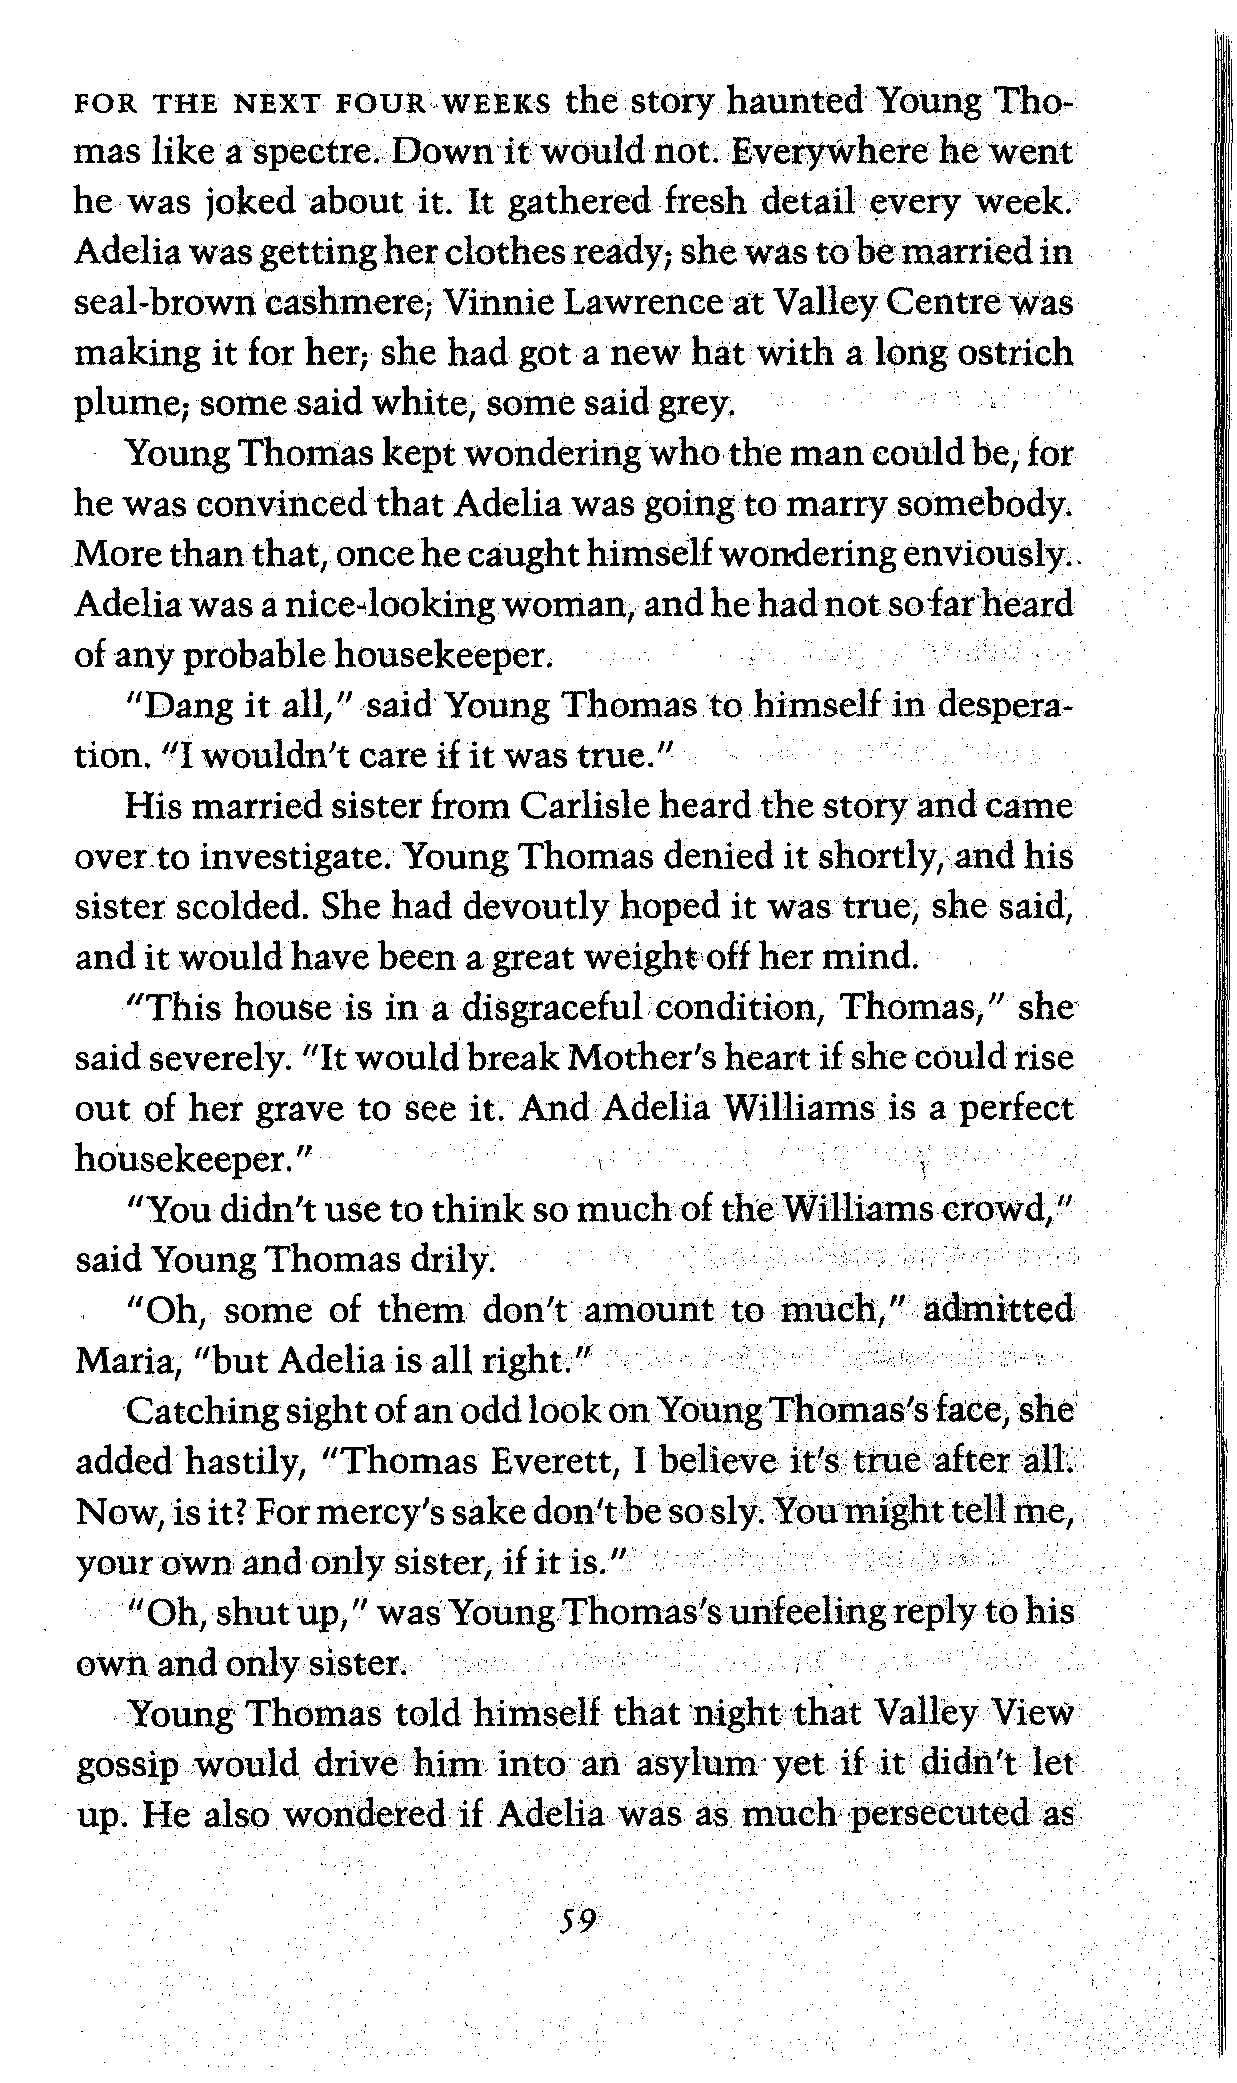 FOR THE NEXT FOUR WEEKS the story haunted Young Tho-
mas like a spectre. Down it would not. Everywhere he went
he was joked about it. It gathered fresh detail every week.
Adelia was getting her clothes ready; she was to be married in
seal-brown cashmere; Vinnie Lawrence at Valley Centre was
making it for her; she had got a new hat with a long ostrich
plume; some said white, some said grey.
Young Thomas kept wondering who the man could be, for
he was convinced that Adelia was going to marry somebody.
More than that, once he caught himself wondering enviously.
Adelia was a nice-looking woman, and he had not so far heard
of any probable housekeeper.
"Dang it all," said Young Thomas to himself in despera-
tion. "I wouldn't care if it was true."
His married sister from Carlisle heard the story and came
over to investigate. Young Thomas denied it shortly, and his
sister scolded. She had devoutly hoped it was true, she said,
and it would have been a great weight off her mind.
"This house is in a disgraceful condition, Thomas," she
said severely. "It would break Mother's heart if she could rise
out of her grave to see it. And Adelia Williams is a perfect
housekeeper."
"You didn't use to think so much of the Williams crowd,"
said Young Thomas drily.
"Oh, some of them don't amount to much," admitted
Maria, "but Adelia is all right."
Catching sight of an odd look on Young Thomas's face, she
added hastily, "Thomas Everett, I believe it's true after all.
Now, is it? For mercy's sake don't be so sly. You might tell me,
your own and only sister, if it is."
"Oh, shut up," was Young Thomas's unfeeling reply to his
own and only sister.
Young Thomas told himself that night that Valley View
gossip would drive him into an asylum yet if it didn't let
up. He also wondered if Adelia was as much persecuted as
59